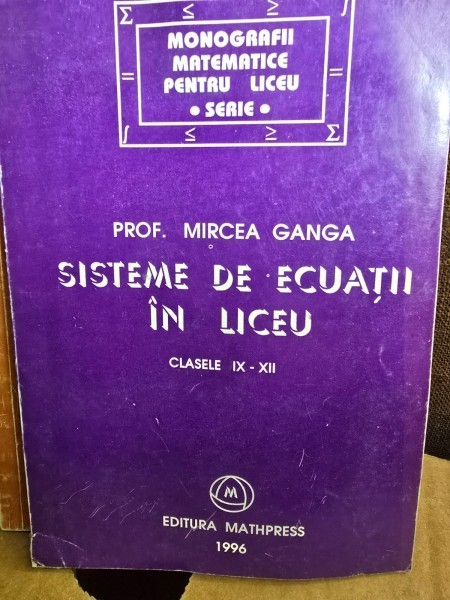 Σ ≤ ≥ ∫
MONOGRAFII
MATEMATICE
= PENTRU LICEU =
• SERIE •
∫ ≤ ≥ Σ
PROF. MIRCEA GANGA
SISTEME DE ECUAȚII
ÎN LICEU
CLASELE IX - XII
M
EDITURA MATHPRESS
1996